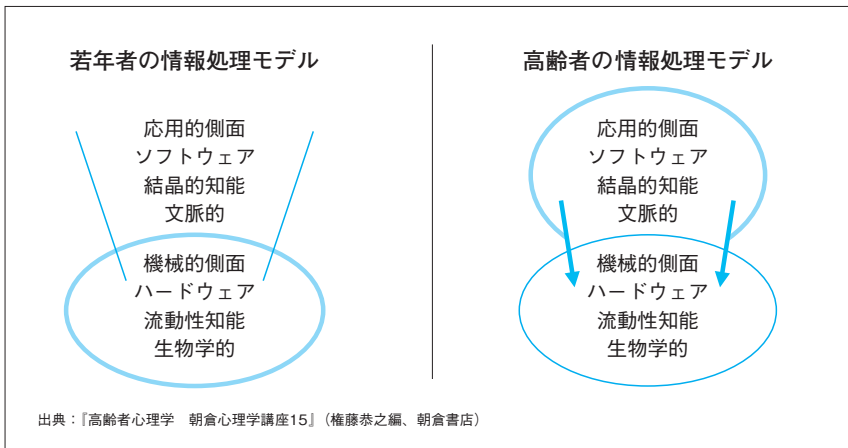 若年者の情報処理モデル
応用的側面
ソフトウェア
結晶的知能
文脈的
機械的側面
ハードウェア
流動性知能
生物学的
高齢者の情報処理モデル
応用的側面
ソフトウェア
結晶的知能
文脈的
機械的側面
ハードウェア
流動性知能
生物学的
出典：『高齢者心理学　朝倉心理学講座15』（権藤恭之編、朝倉書店）